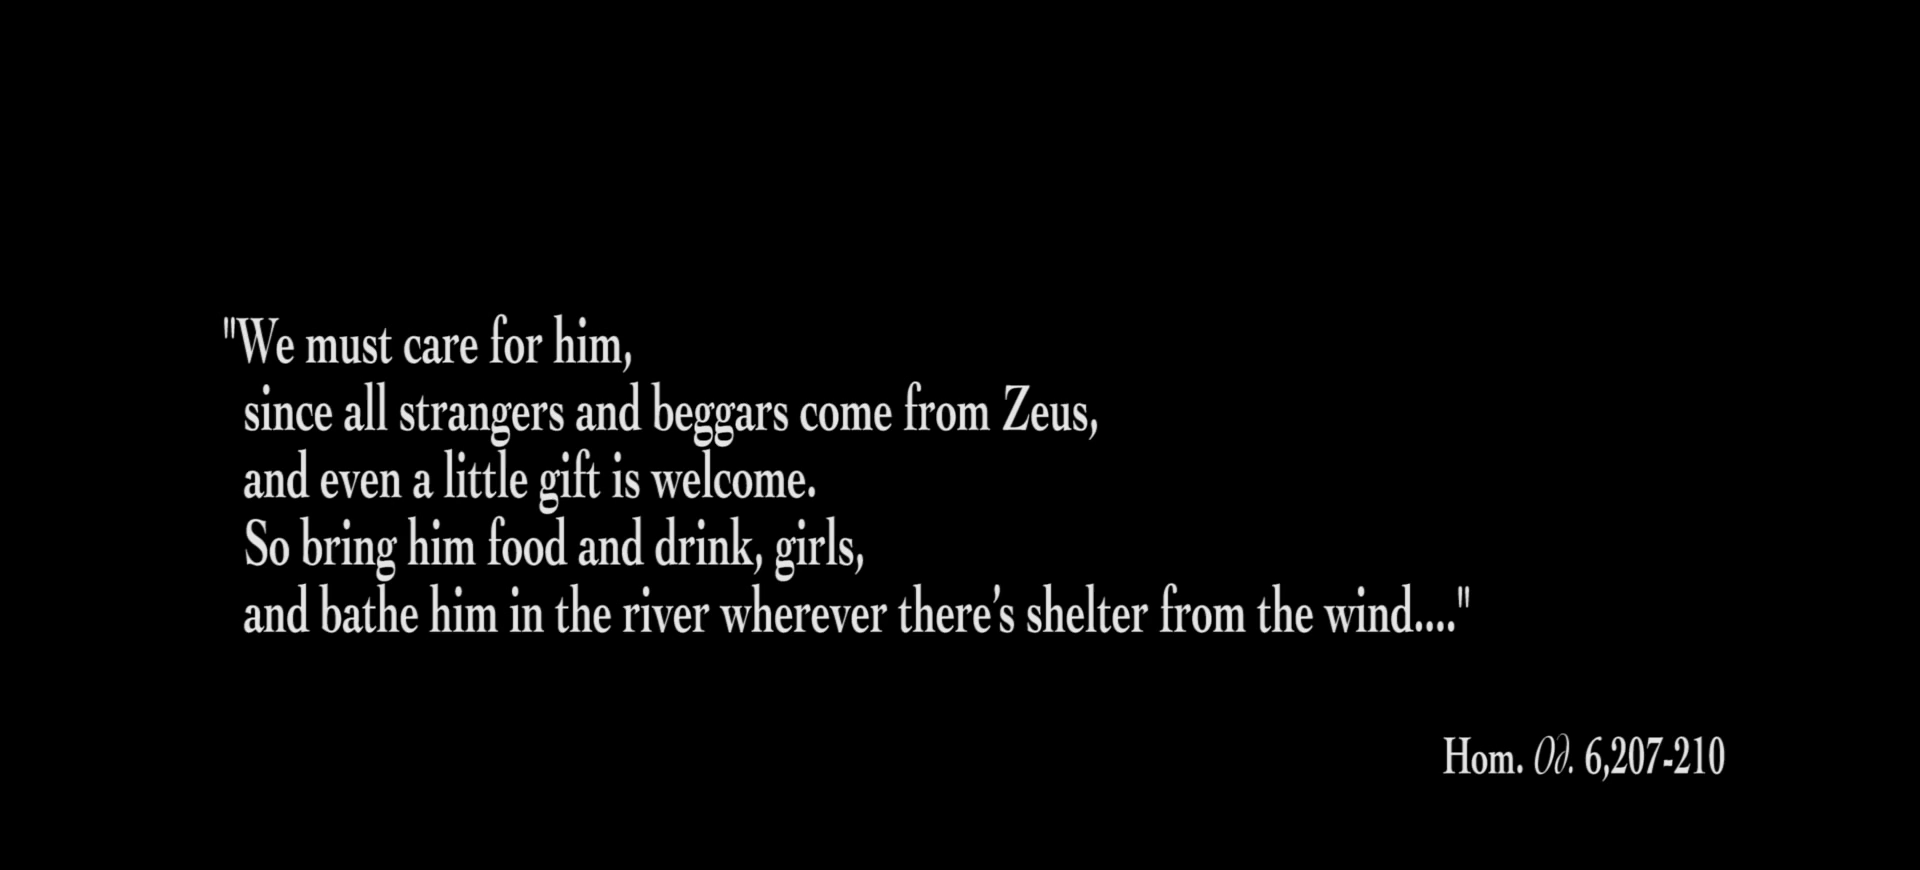 "We must care for him,
since all strangers and beggars come from Zeus,
and even a little gift is welcome.
So bring him food and drink, girls,
and bathe him in the river wherever there’s shelter from the wind...."
Hom. Od. 6,207-210